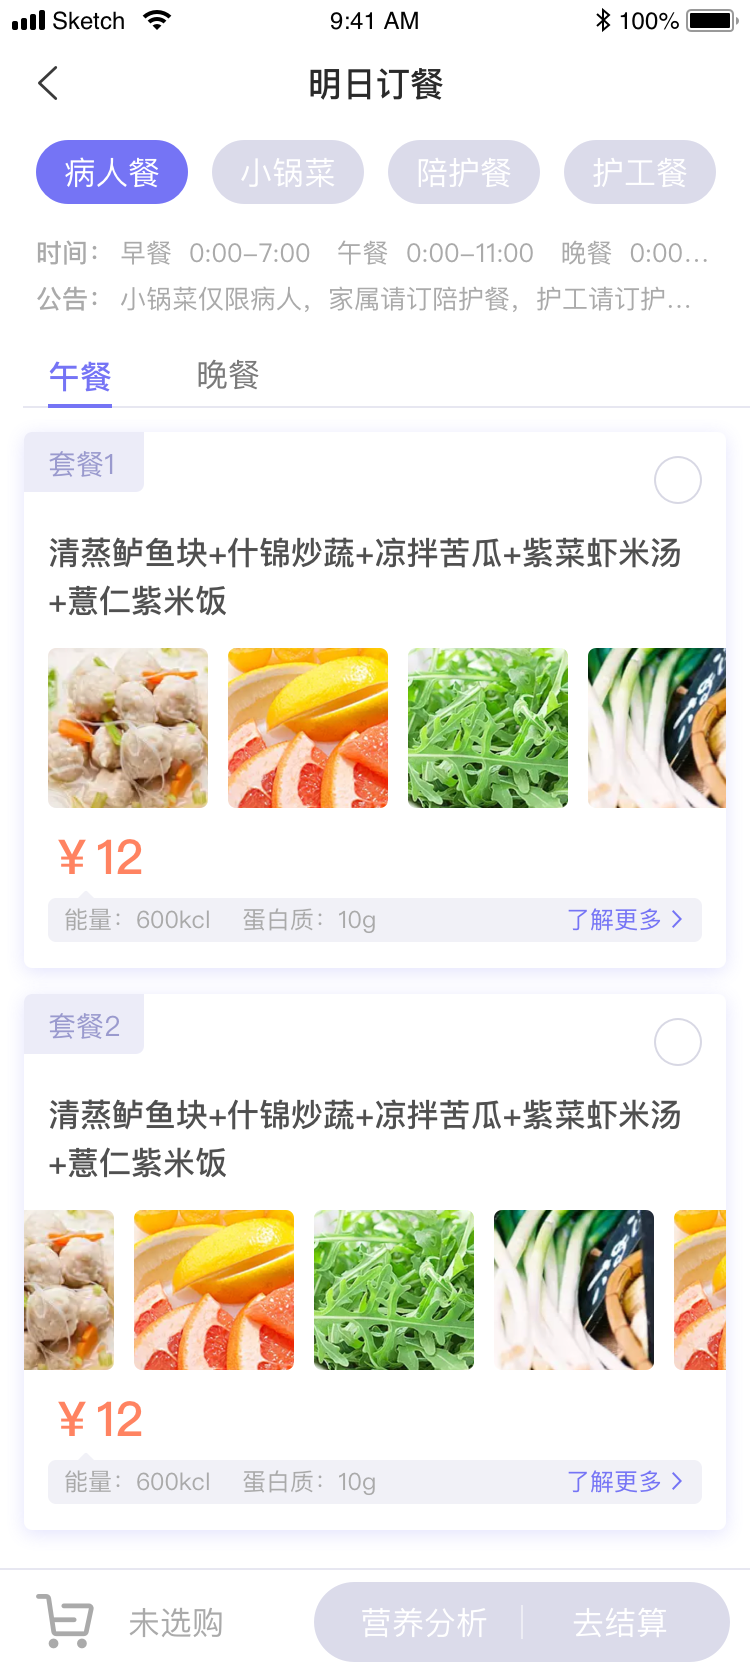 Sketch 9:41 AM 100%
明日订餐
病人餐 小锅菜 陪护餐 护工餐
时间： 早餐 0:00-7:00 午餐 0:00-11:00 晚餐 0:00...
公告： 小锅菜仅限病人，家属请订陪护餐，护工请订护...
午餐 晚餐
套餐1
清蒸鲈鱼块+什锦炒蔬+凉拌苦瓜+紫菜虾米汤
+薏仁紫米饭
¥12
能量：600kcl 蛋白质：10g 了解更多
套餐2
清蒸鲈鱼块+什锦炒蔬+凉拌苦瓜+紫菜虾米汤
+薏仁紫米饭
¥12
能量：600kcl 蛋白质：10g 了解更多
未选购 营养分析 去结算